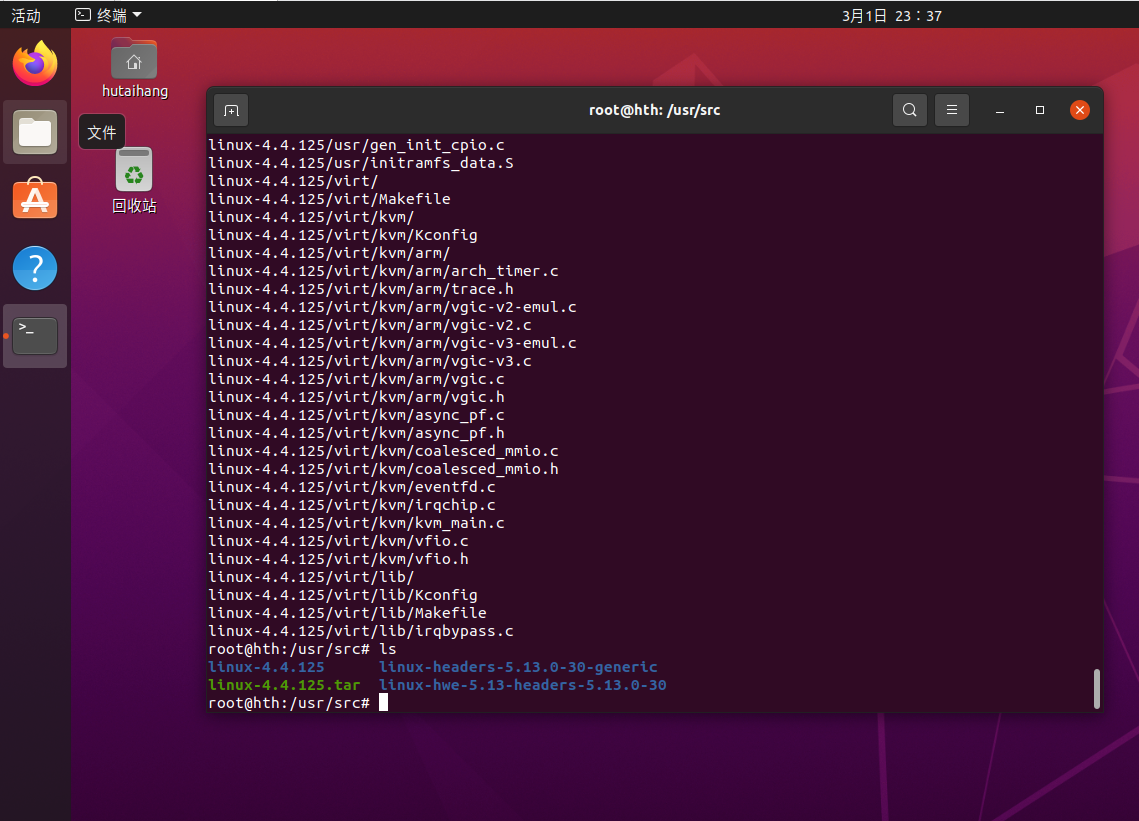 活动 终端 3月1日 23：37
hutaihang
文件
回收站
root@hth: /usr/src
linux-4.4.125/usr/gen_init_cpio.c
linux-4.4.125/usr/initramfs_data.S
linux-4.4.125/virt/
linux-4.4.125/virt/Makefile
linux-4.4.125/virt/kvm/
linux-4.4.125/virt/kvm/Kconfig
linux-4.4.125/virt/kvm/arm/
linux-4.4.125/virt/kvm/arm/arch_timer.c
linux-4.4.125/virt/kvm/arm/trace.h
linux-4.4.125/virt/kvm/arm/vgic-v2-emul.c
linux-4.4.125/virt/kvm/arm/vgic-v2.c
linux-4.4.125/virt/kvm/arm/vgic-v3-emul.c
linux-4.4.125/virt/kvm/arm/vgic-v3.c
linux-4.4.125/virt/kvm/arm/vgic.c
linux-4.4.125/virt/kvm/arm/vgic.h
linux-4.4.125/virt/kvm/async_pf.c
linux-4.4.125/virt/kvm/async_pf.h
linux-4.4.125/virt/kvm/coalesced_mmio.c
linux-4.4.125/virt/kvm/coalesced_mmio.h
linux-4.4.125/virt/kvm/eventfd.c
linux-4.4.125/virt/kvm/irqchip.c
linux-4.4.125/virt/kvm/kvm_main.c
linux-4.4.125/virt/kvm/vfio.c
linux-4.4.125/virt/kvm/vfio.h
linux-4.4.125/virt/lib/
linux-4.4.125/virt/lib/Kconfig
linux-4.4.125/virt/lib/Makefile
linux-4.4.125/virt/lib/irqbypass.c
root@hth:/usr/src# ls
linux-4.4.125 linux-headers-5.13.0-30-generic
linux-4.4.125.tar linux-hwe-5.13-headers-5.13.0-30
root@hth:/usr/src#